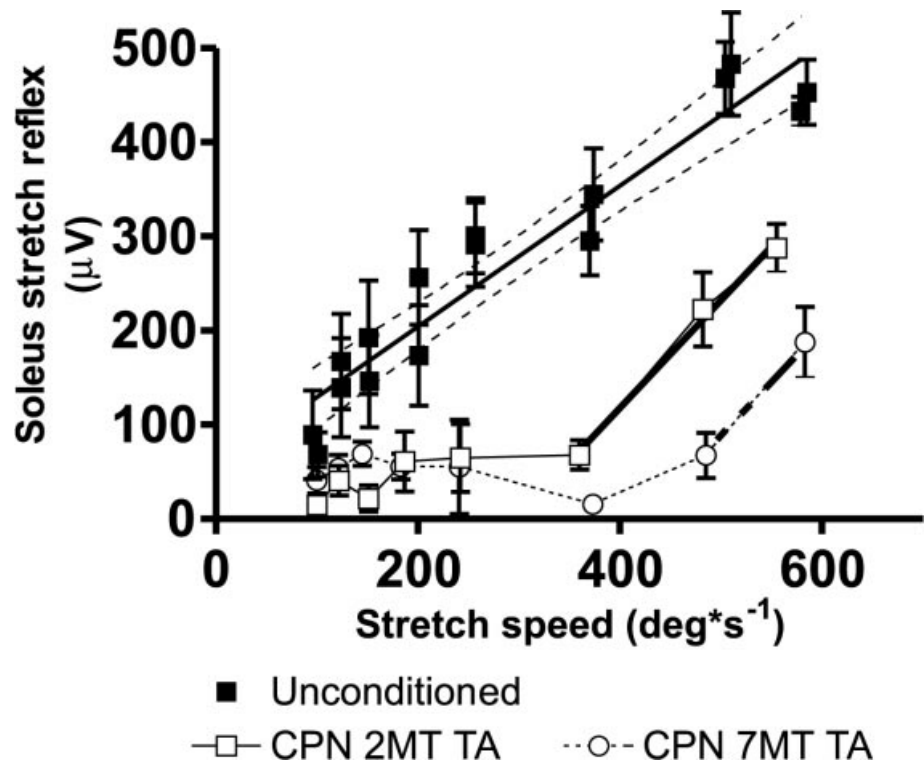 Soleus stretch reflex
(μV)
500
400
300
200
100
0
0 200 400 600
Stretch speed (deg*s⁻¹)
Unconditioned
CPN 2MT TA CPN 7MT TA